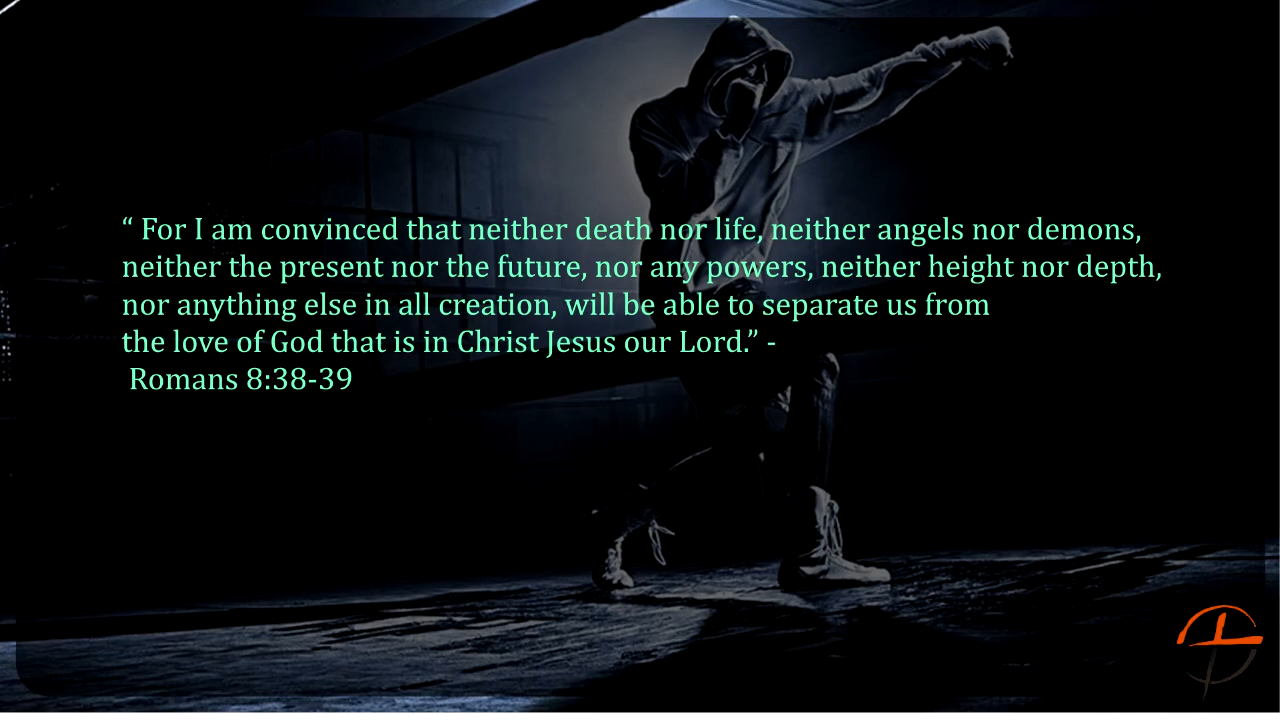 “ For I am convinced that neither death nor life, neither angels nor demons,
neither the present nor the future, nor any powers, neither height nor depth,
nor anything else in all creation, will be able to separate us from
the love of God that is in Christ Jesus our Lord.” -
Romans 8:38-39